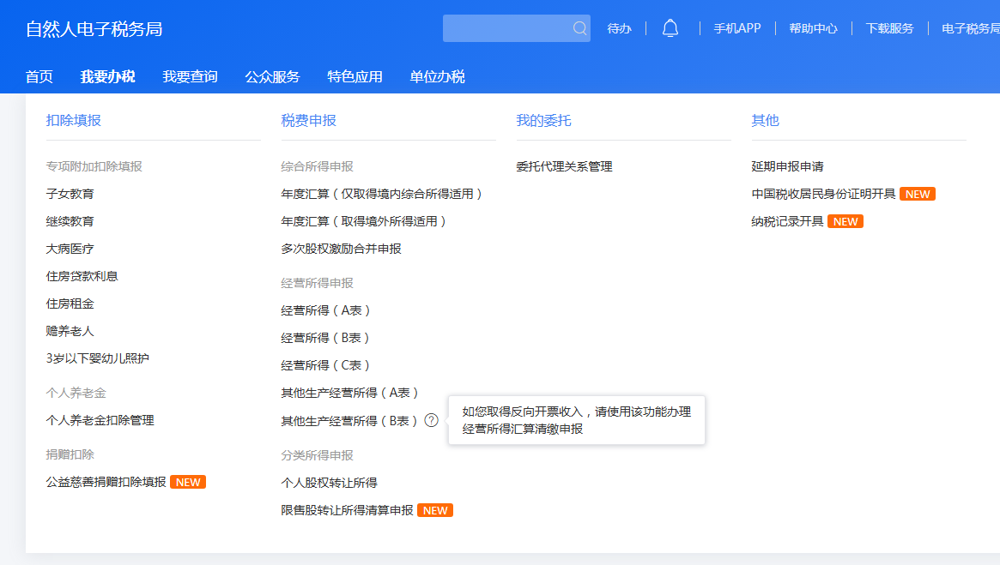 自然人电子税务局
待办
手机APP
帮助中心
下载服务
电子税务局
首页
我要办税
我要查询
公众服务
特色应用
单位办税
扣除填报
专项附加扣除填报
子女教育
继续教育
大病医疗
住房贷款利息
住房租金
赡养老人
3岁以下婴幼儿照护
个人养老金
个人养老金扣除管理
捐赠扣除
公益慈善捐赠扣除填报 NEW
税费申报
综合所得申报
年度汇算（仅取得境内综合所得适用）
年度汇算（取得境外所得适用）
多次股权激励合并申报
经营所得申报
经营所得（A表）
经营所得（B表）
经营所得（C表）
其他生产经营所得（A表）
其他生产经营所得（B表） ?
如您取得反向开票收入，请使用该功能办理
经营所得汇算清缴申报
分类所得申报
个人股权转让所得
限售股转让所得清算申报 NEW
我的委托
委托代理关系管理
其他
延期申报申请
中国税收居民身份证明开具 NEW
纳税记录开具 NEW